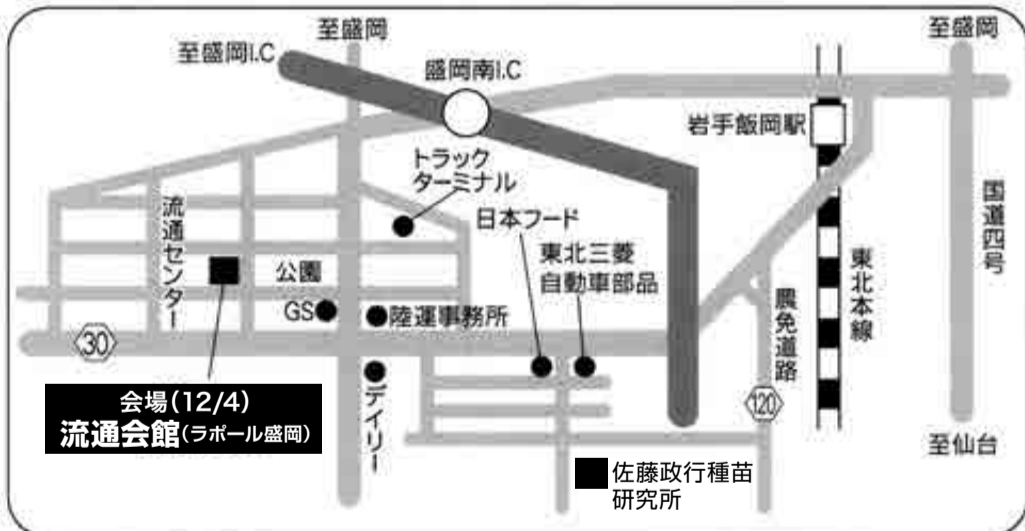 至盛岡
至盛岡I.C
盛岡南I.C
至盛岡
岩手飯岡駅
トラック
ターミナル
日本フード
東北三菱
自動車部品
流通センター
公園
GS
陸運事務所
国道四号
東北本線
農免道路
30
会場(12/4)
流通会館(ラポール盛岡)
デイリー
120
至仙台
佐藤政行種苗
研究所